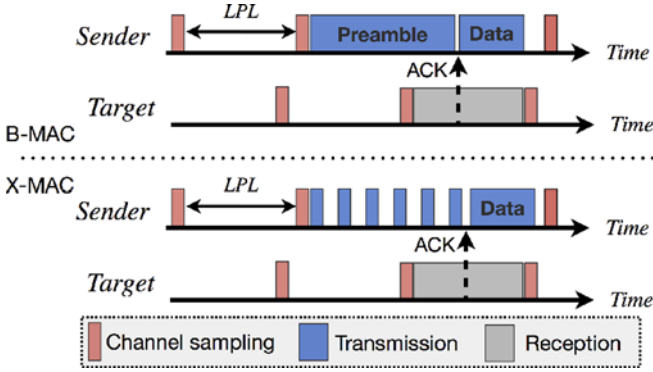 LPL
Sender
Preamble
Data
Time
ACK
Target
Time
B-MAC
X-MAC
LPL
Sender
Data
Time
ACK
Target
Time
Channel sampling Transmission Reception